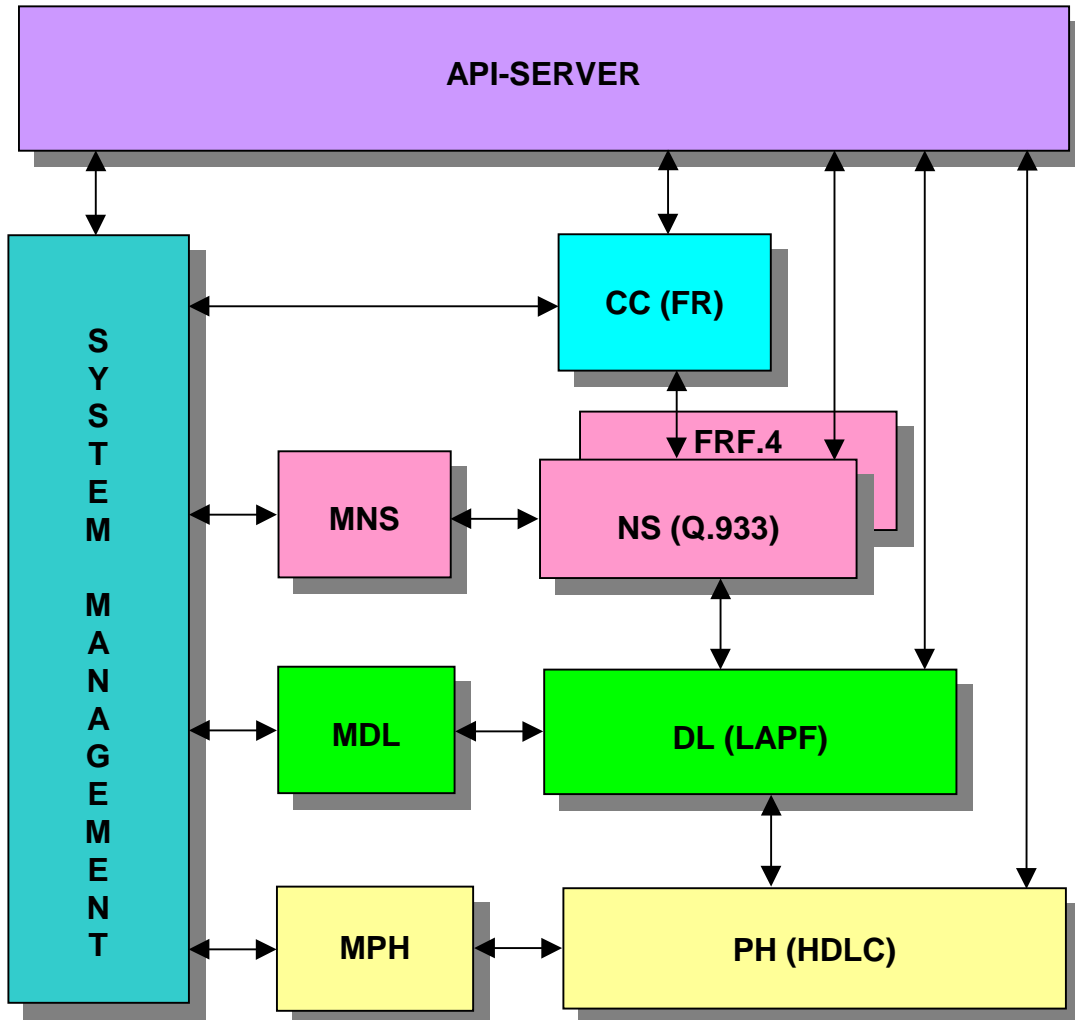 API-SERVER
CC (FR)
S
Y
S
T
E
M
M
A
N
A
G
E
M
E
N
T
FRF.4
MNS
NS (Q.933)
MDL
DL (LAPF)
MPH
PH (HDLC)